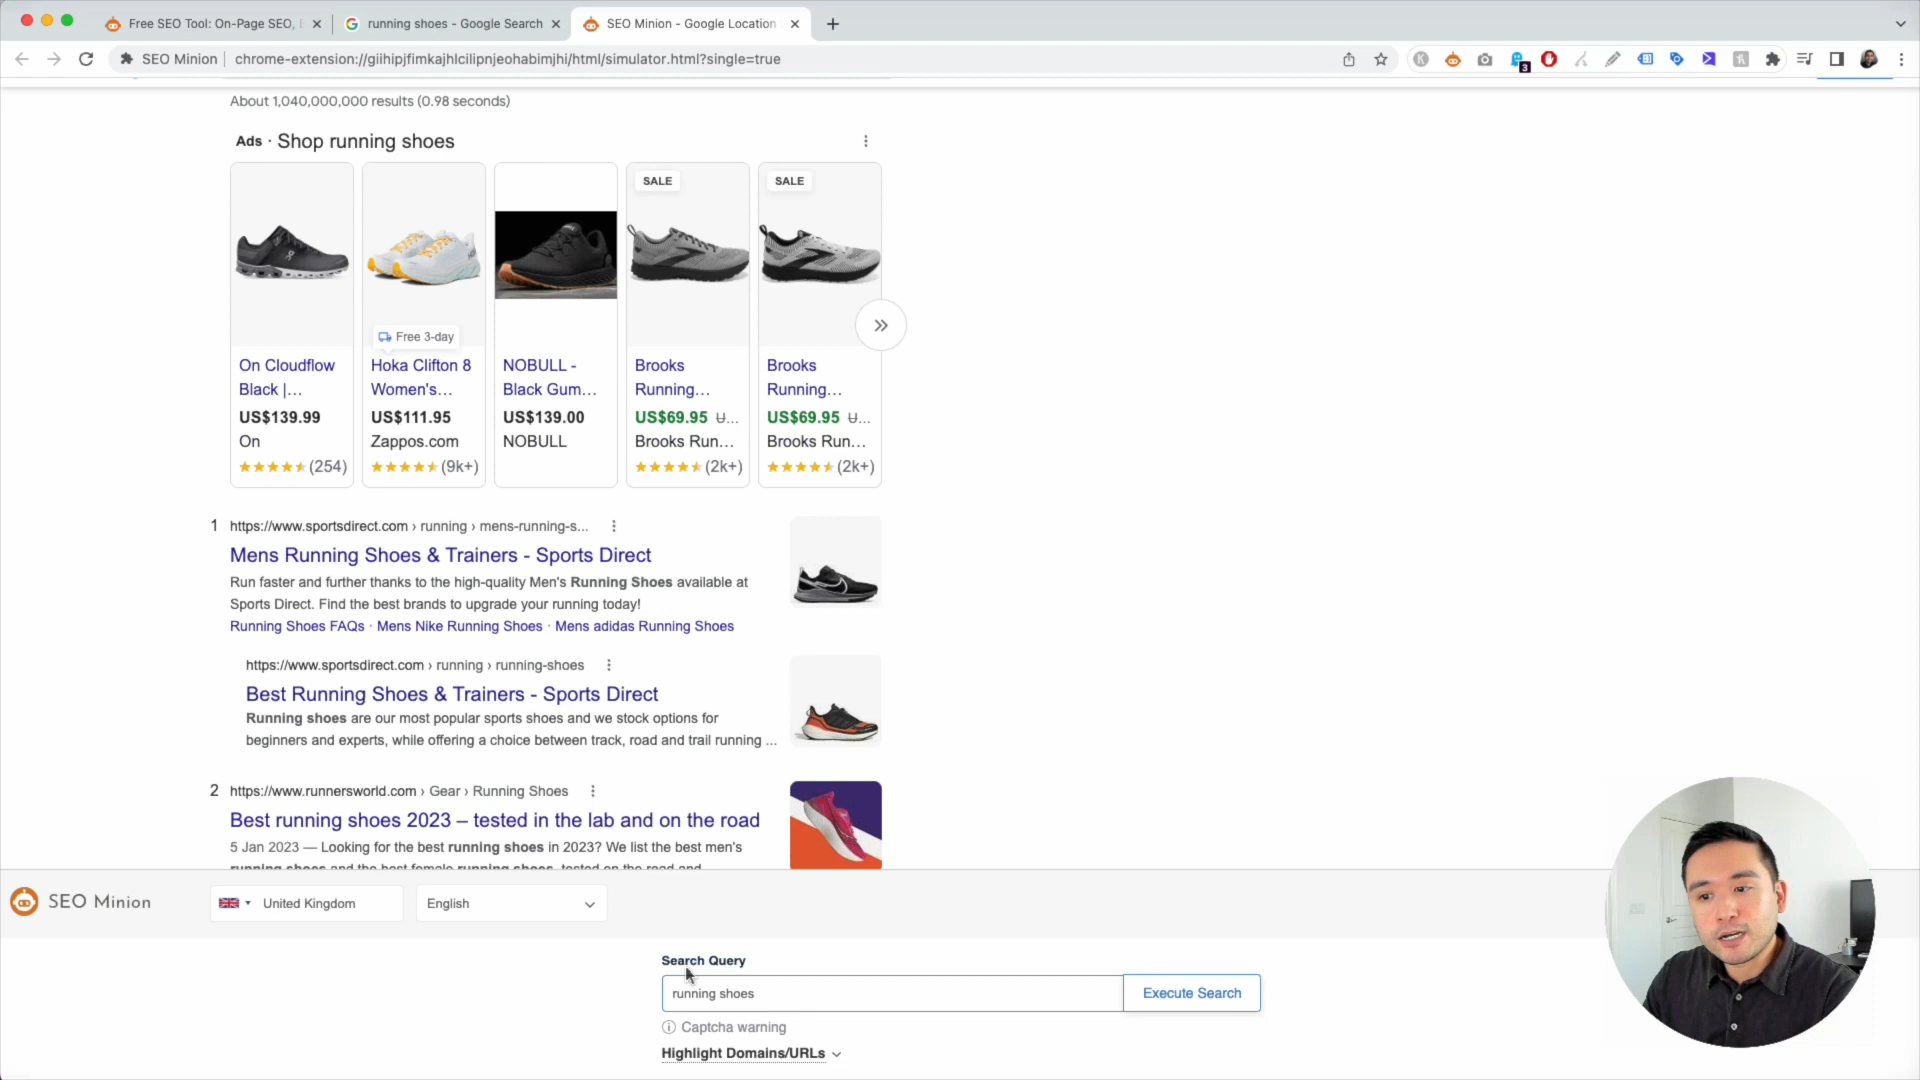 Free SEO Tool: On-Page SEO,
running shoes - Google Search
SEO Minion - Google Location
SEO Minion
chrome-extension://giihipjfimkajhlcilipnjeohabimjhi/html/simulator.html?single=true
3
About 1,040,000,000 results (0.98 seconds)
Ads · Shop running shoes
SALE
SALE
Free 3-day
On Cloudflow
Black |...
US$139.99
On
(254)
Hoka Clifton 8
Women's...
US$111.95
Zappos.com
(9k+)
NOBULL -
Black Gum...
US$139.00
NOBULL
Brooks
Running...
US$69.95 U...
Brooks Run...
(2k+)
Brooks
Running...
US$69.95 U...
Brooks Run...
(2k+)
1 https://www.sportsdirect.com › running › mens-running-s...
Mens Running Shoes & Trainers - Sports Direct
Run faster and further thanks to the high-quality Men's Running Shoes available at
Sports Direct. Find the best brands to upgrade your running today!
Running Shoes FAQs · Mens Nike Running Shoes · Mens adidas Running Shoes
https://www.sportsdirect.com › running › running-shoes
Best Running Shoes & Trainers - Sports Direct
Running shoes are our most popular sports shoes and we stock options for
beginners and experts, while offering a choice between track, road and trail running ...
2 https://www.runnersworld.com › Gear › Running Shoes
Best running shoes 2023 – tested in the lab and on the road
5 Jan 2023 — Looking for the best running shoes in 2023? We list the best men's
running shoes and the best female running shoes, tested on the road and
SEO Minion
United Kingdom
English
Search Query
running shoes
Execute Search
Captcha warning
Highlight Domains/URLs